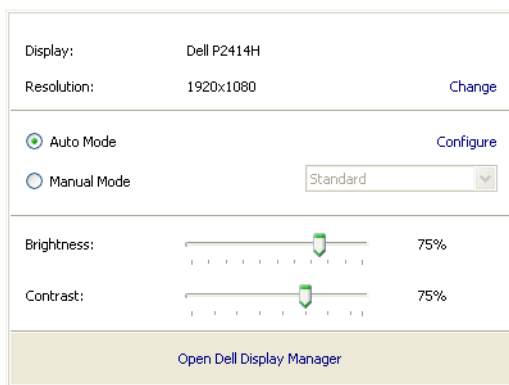 Display: Dell P2414H
Resolution: 1920x1080 Change
Auto Mode Configure
Manual Mode Standard
Brightness: 75%
Contrast: 75%
Open Dell Display Manager